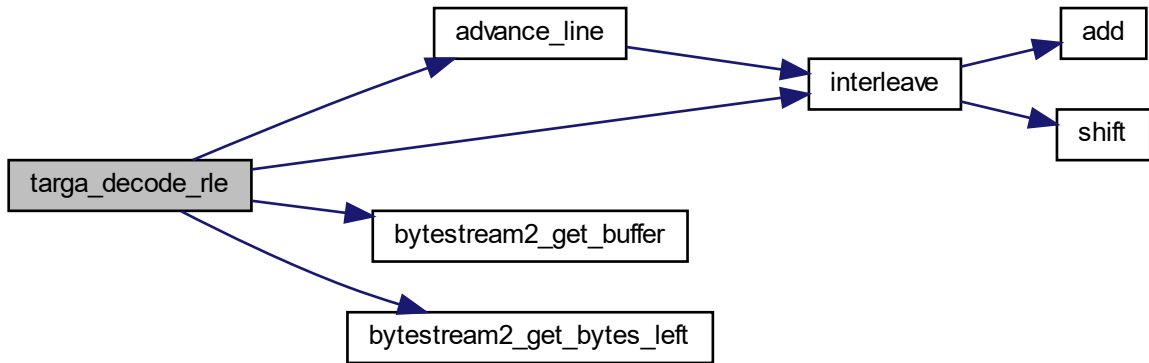 advance_line
add
interleave
shift
targa_decode_rle
bytestream2_get_buffer
bytestream2_get_bytes_left